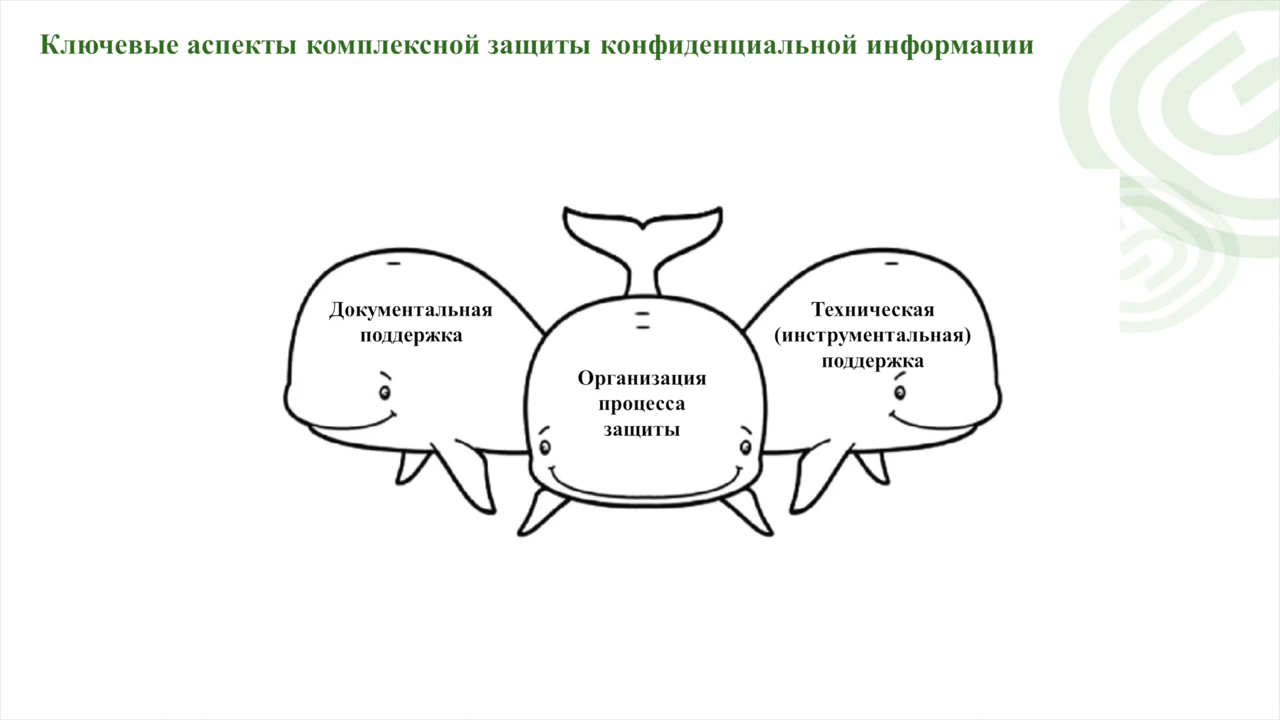 Ключевые аспекты комплексной защиты конфиденциальной информации
Документальная
поддержка
Организация
процесса
защиты
Техническая
(инструментальная)
поддержка